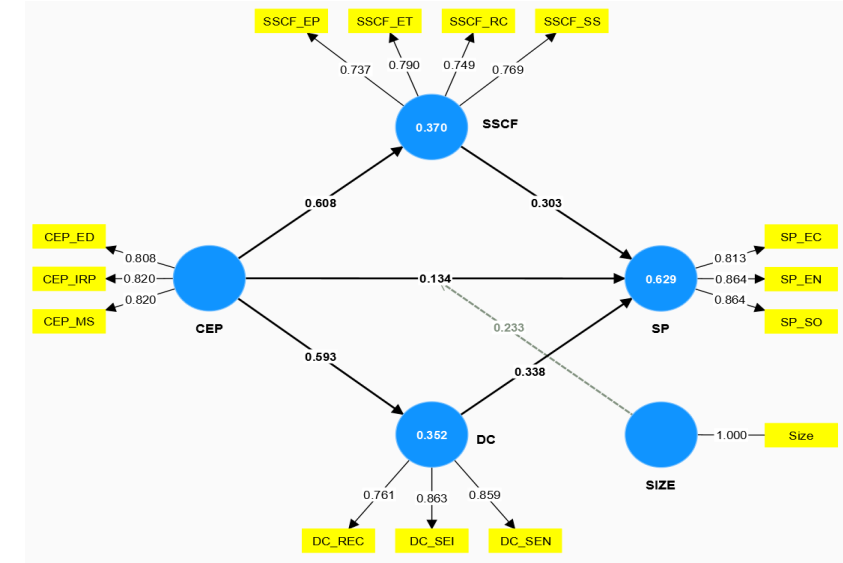 SSCF_EP SSCF_ET SSCF_RC SSCF_SS
0.737 0.790 0.749 0.769
0.370 SSCF
0.608 0.303
CEP_ED 0.808
CEP_IRP 0.820
CEP_MS 0.820
CEP
0.134
0.629
SP
0.813 SP_EC
0.864 SP_EN
0.864 SP_SO
0.233
0.593 0.338
0.352 DC
SIZE
1.000 Size
0.761 0.863 0.859
DC_REC DC_SEI DC_SEN